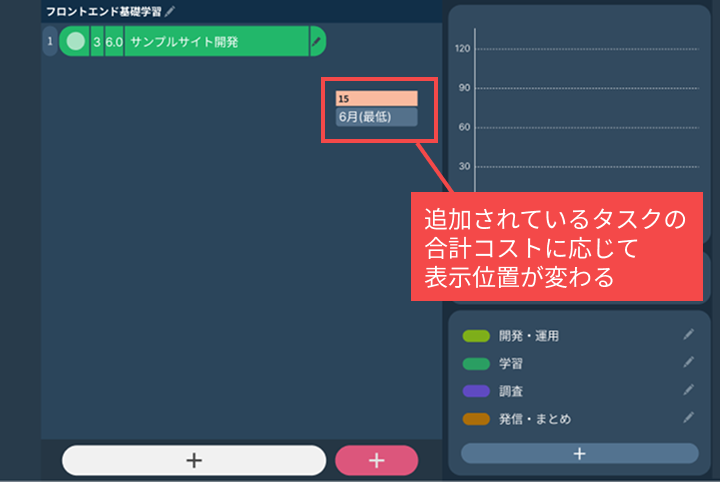 フロントエンド基礎学習
1 3 6.0 サンプルサイト開発
15
6月(最低)
120
90
60
30
追加されているタスクの
合計コストに応じて
表示位置が変わる
開発・運用
学習
調査
発信・まとめ
+
+
+